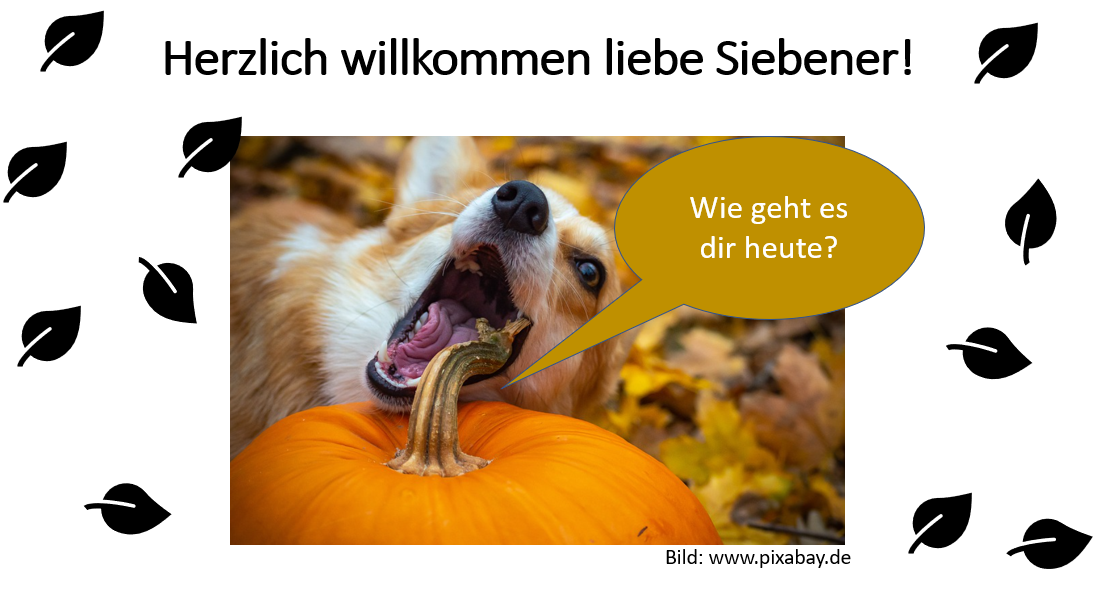 Herzlich willkommen liebe Siebener!
Wie geht es
dir heute?
Bild: www.pixabay.de